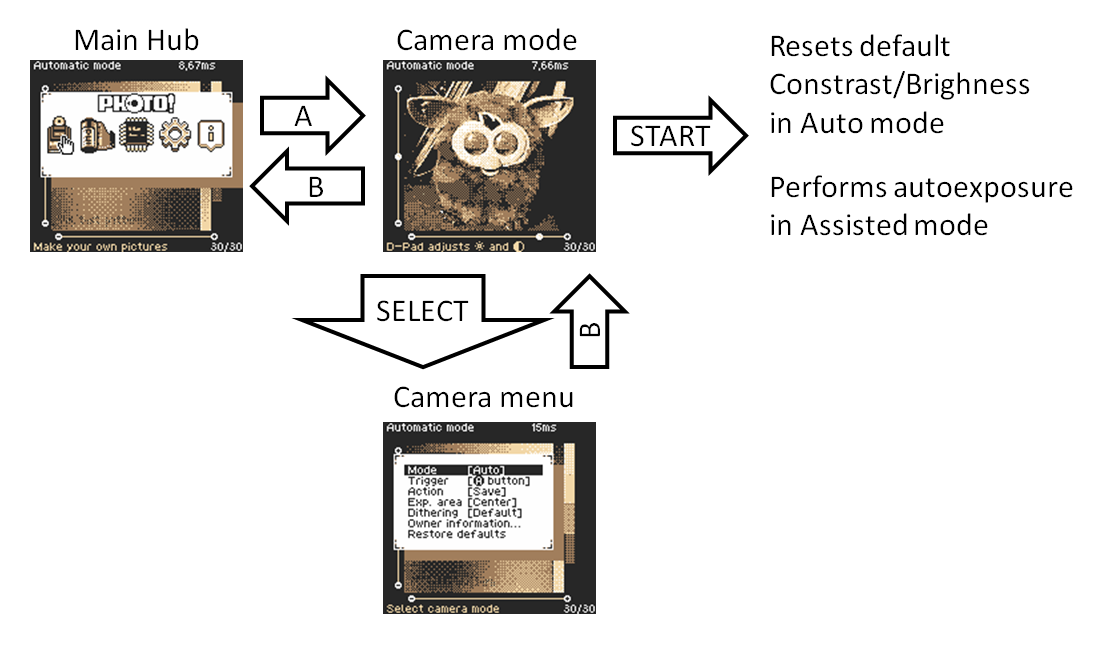 Main Hub
Camera mode
Resets default
Constrast/Brighness
in Auto mode
Performs autoexposure
in Assisted mode
Automatic mode 8,67ms
PHOTO!
Make your own pictures 30/30
A
B
Automatic mode 7,66ms
D-Pad adjusts ☀ and ◐ 30/30
START
SELECT
B
Camera menu
Automatic mode 15ms
Mode [Auto]
Trigger [A button]
Action [Save]
Exp. area [Center]
Dithering [Default]
Owner information...
Restore defaults
Select camera mode 30/30